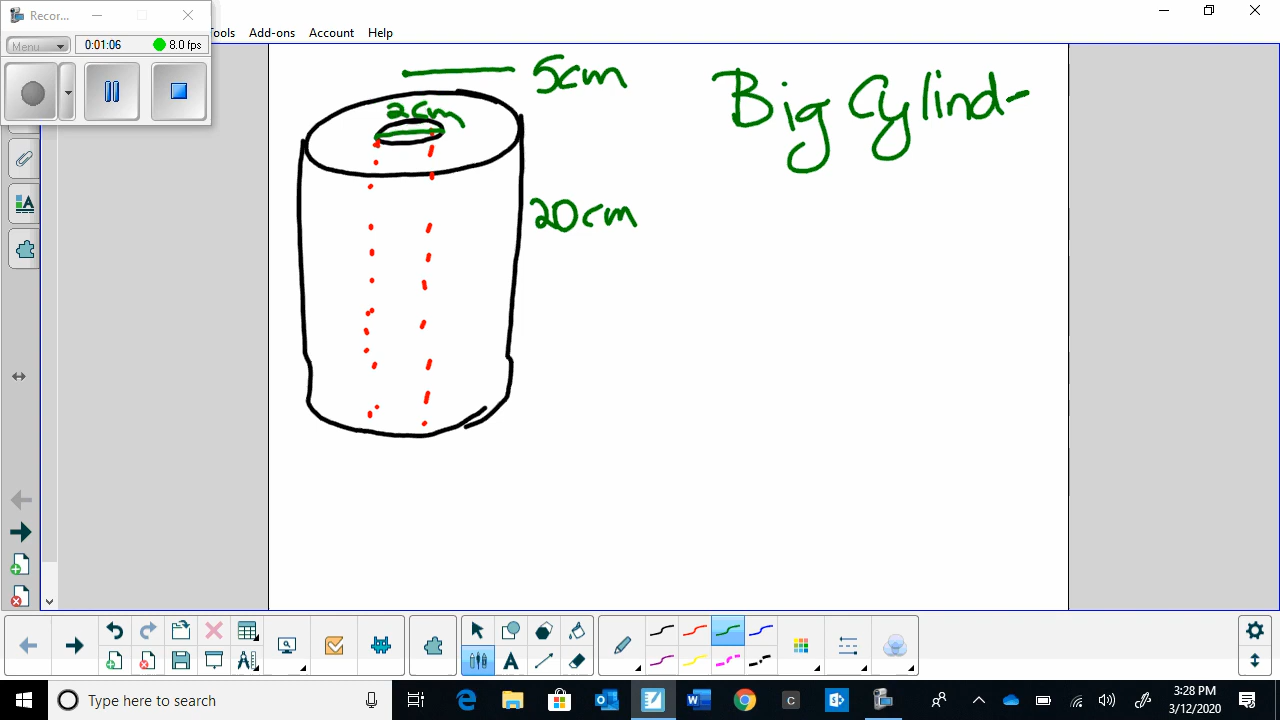 Recor...
Menu
0:01:06
8.0 fps
Tools Add-ons Account Help
5cm
2cm
20cm
Big Cylind-
A
A
Type here to search
C
3:28 PM
3/12/2020